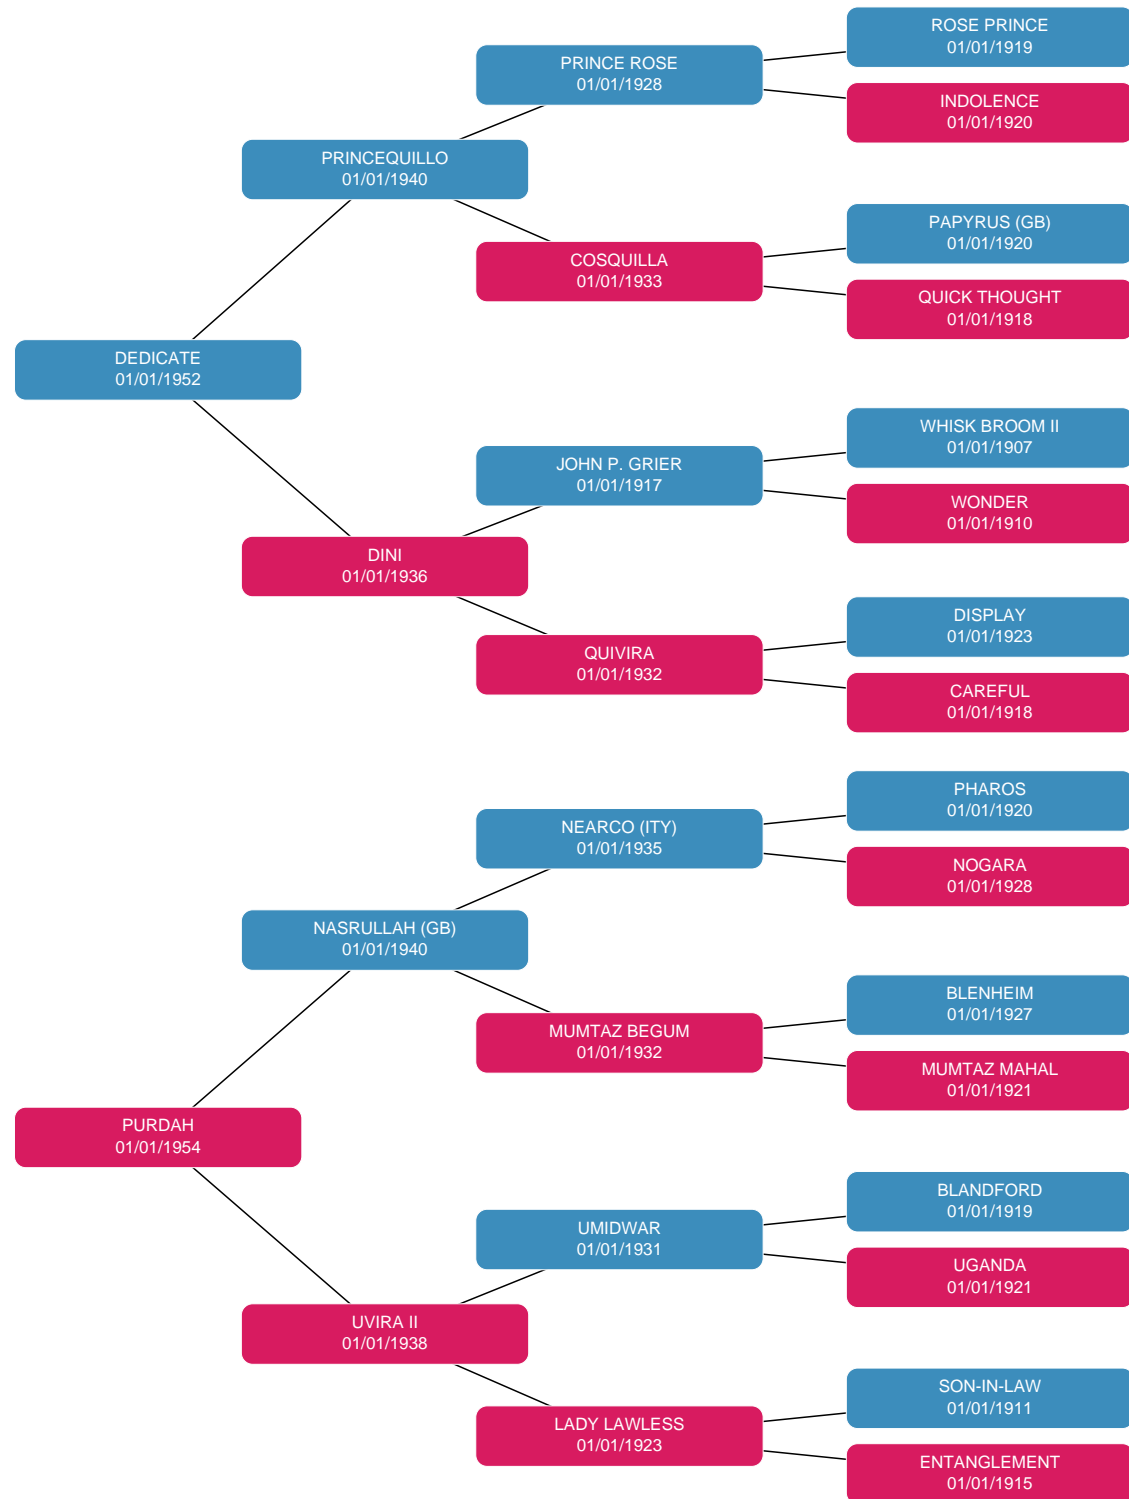 ROSE PRINCE
01/01/1919
PRINCE ROSE
01/01/1928
INDOLENCE
01/01/1920
PRINCEQUILLO
01/01/1940
PAPYRUS (GB)
01/01/1920
COSQUILLA
01/01/1933
QUICK THOUGHT
01/01/1918
DEDICATE
01/01/1952
WHISK BROOM II
01/01/1907
JOHN P. GRIER
01/01/1917
WONDER
01/01/1910
DINI
01/01/1936
DISPLAY
01/01/1923
QUIVIRA
01/01/1932
CAREFUL
01/01/1918
PHAROS
01/01/1920
NEARCO (ITY)
01/01/1935
NOGARA
01/01/1928
NASRULLAH (GB)
01/01/1940
BLENHEIM
01/01/1927
MUMTAZ BEGUM
01/01/1932
MUMTAZ MAHAL
01/01/1921
PURDAH
01/01/1954
BLANDFORD
01/01/1919
UMIDWAR
01/01/1931
UGANDA
01/01/1921
UVIRA II
01/01/1938
SON-IN-LAW
01/01/1911
LADY LAWLESS
01/01/1923
ENTANGLEMENT
01/01/1915